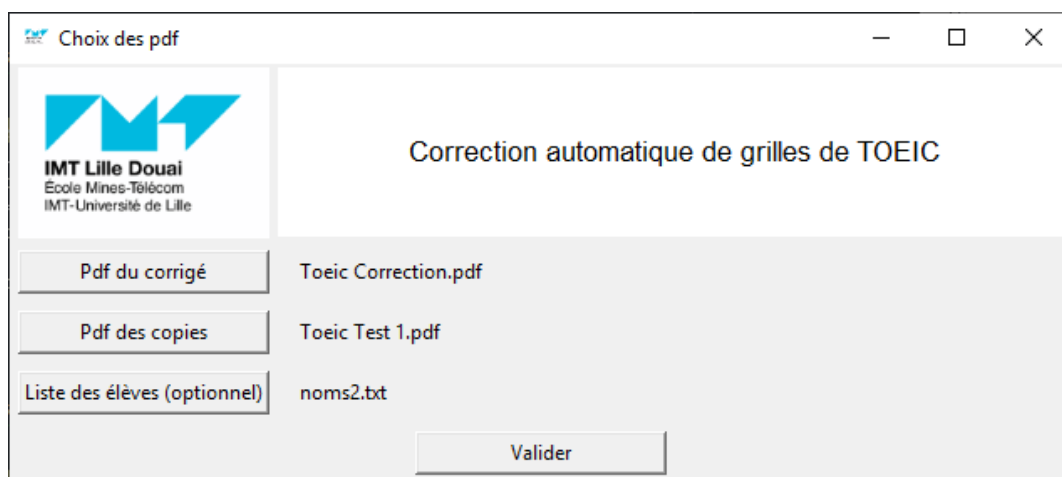 Choix des pdf
IMT Lille Douai
École Mines-Télécom
IMT-Université de Lille
Correction automatique de grilles de TOEIC
Pdf du corrigé
Toeic Correction.pdf
Pdf des copies
Toeic Test 1.pdf
Liste des élèves (optionnel)
noms2.txt
Valider